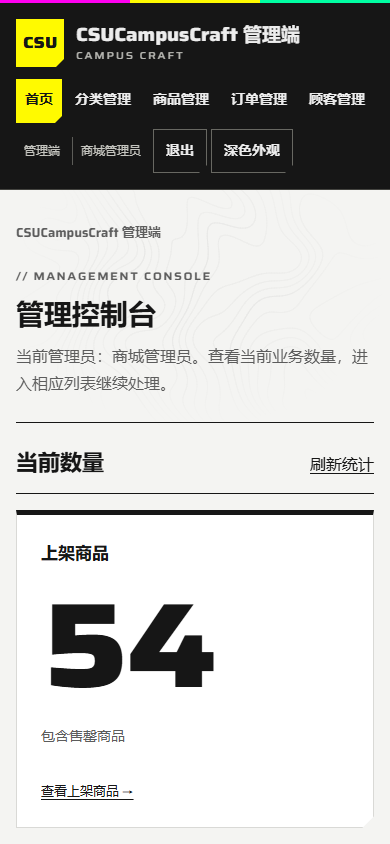 CSU
CSUCampusCraft 管理端
CAMPUS CRAFT
首页 分类管理 商品管理 订单管理 顾客管理
管理端 商城管理员 退出 深色外观
CSUCampusCraft 管理端
// MANAGEMENT CONSOLE
管理控制台
当前管理员：商城管理员。查看当前业务数量，进
入相应列表继续处理。
当前数量 刷新统计
上架商品
54
包含售罄商品
查看上架商品 →